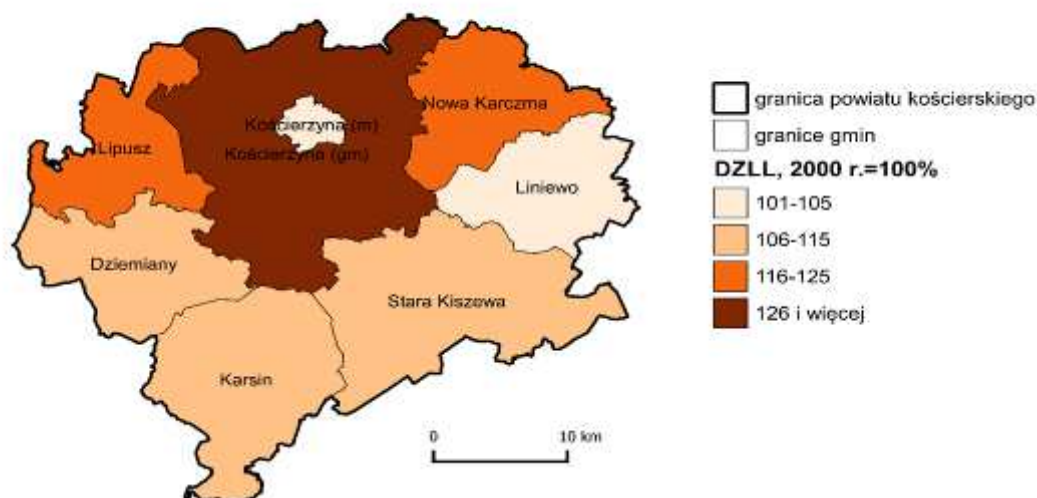 Nowa Karczma
Kościerzyna (m)
Lipusz
Kościerzyna (gm)
Liniewo
Dziemiany
Stara Kiszewa
Karsin
0 10 km
granica powiatu kościerskiego
granice gmin
DZLL, 2000 r.=100%
101-105
106-115
116-125
126 i więcej